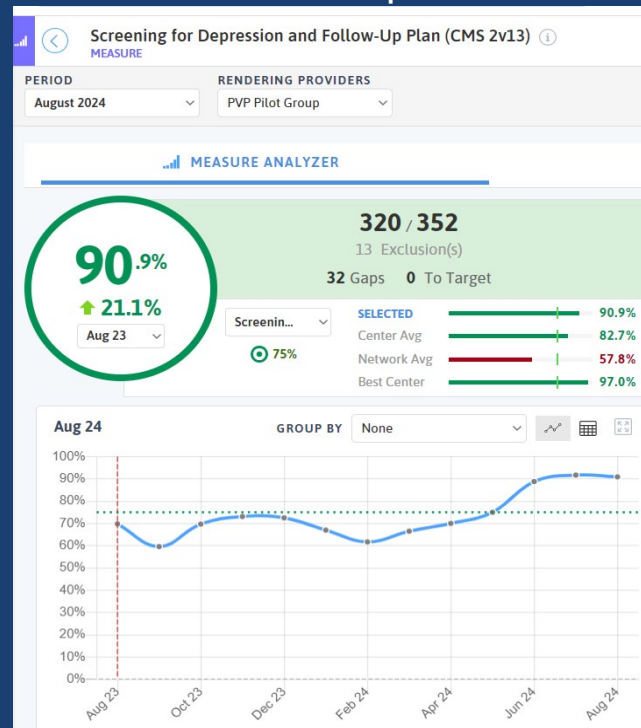 Screening for Depression and Follow-Up Plan (CMS 2v13)
MEASURE
PERIOD
August 2024
RENDERING PROVIDERS
PVP Pilot Group
MEASURE ANALYZER
90.9%
21.1%
Aug 23
320 / 352
13 Exclusion(s)
32 Gaps 0 To Target
Screenin...
75%
SELECTED 90.9%
Center Avg 82.7%
Network Avg 57.8%
Best Center 97.0%
Aug 24
GROUP BY None
100%
90%
80%
70%
60%
50%
40%
30%
20%
10%
0%
Aug 23 Oct 23 Dec 23 Feb 24 Apr 24 Jun 24 Aug 24